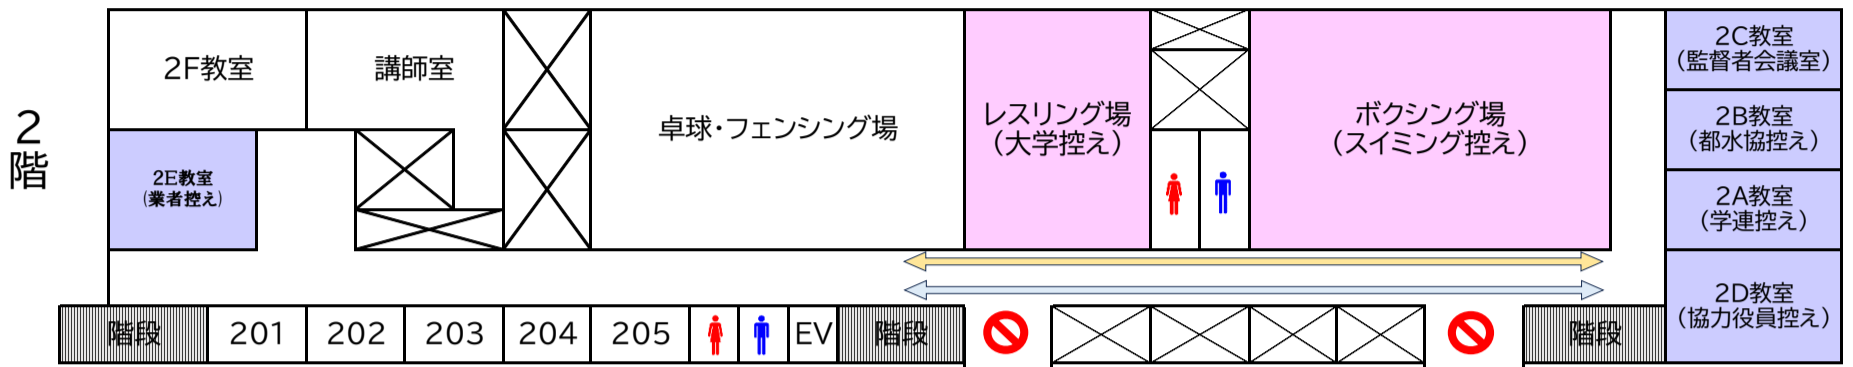 2階
2F教室
講師室
2E教室
(業者控え)
卓球・フェンシング場
レスリング場
(大学控え)
ボクシング場
(スイミング控え)
2C教室
(監督者会議室)
2B教室
(都水協控え)
2A教室
(学連控え)
2D教室
(協力役員控え)
階段
201
202
203
204
205
EV
階段
階段